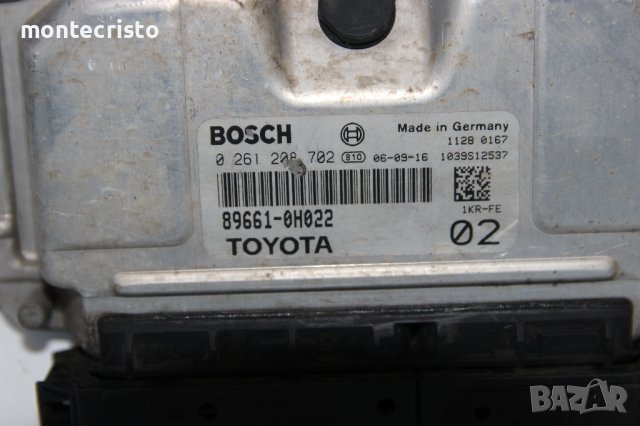 montecristo
BOSCH
Made in Germany
1128 0167
0 261 208 702 810 06-09-16 1039S12537
89661-0H022
1KR-FE
TOYOTA
02
BAZAR